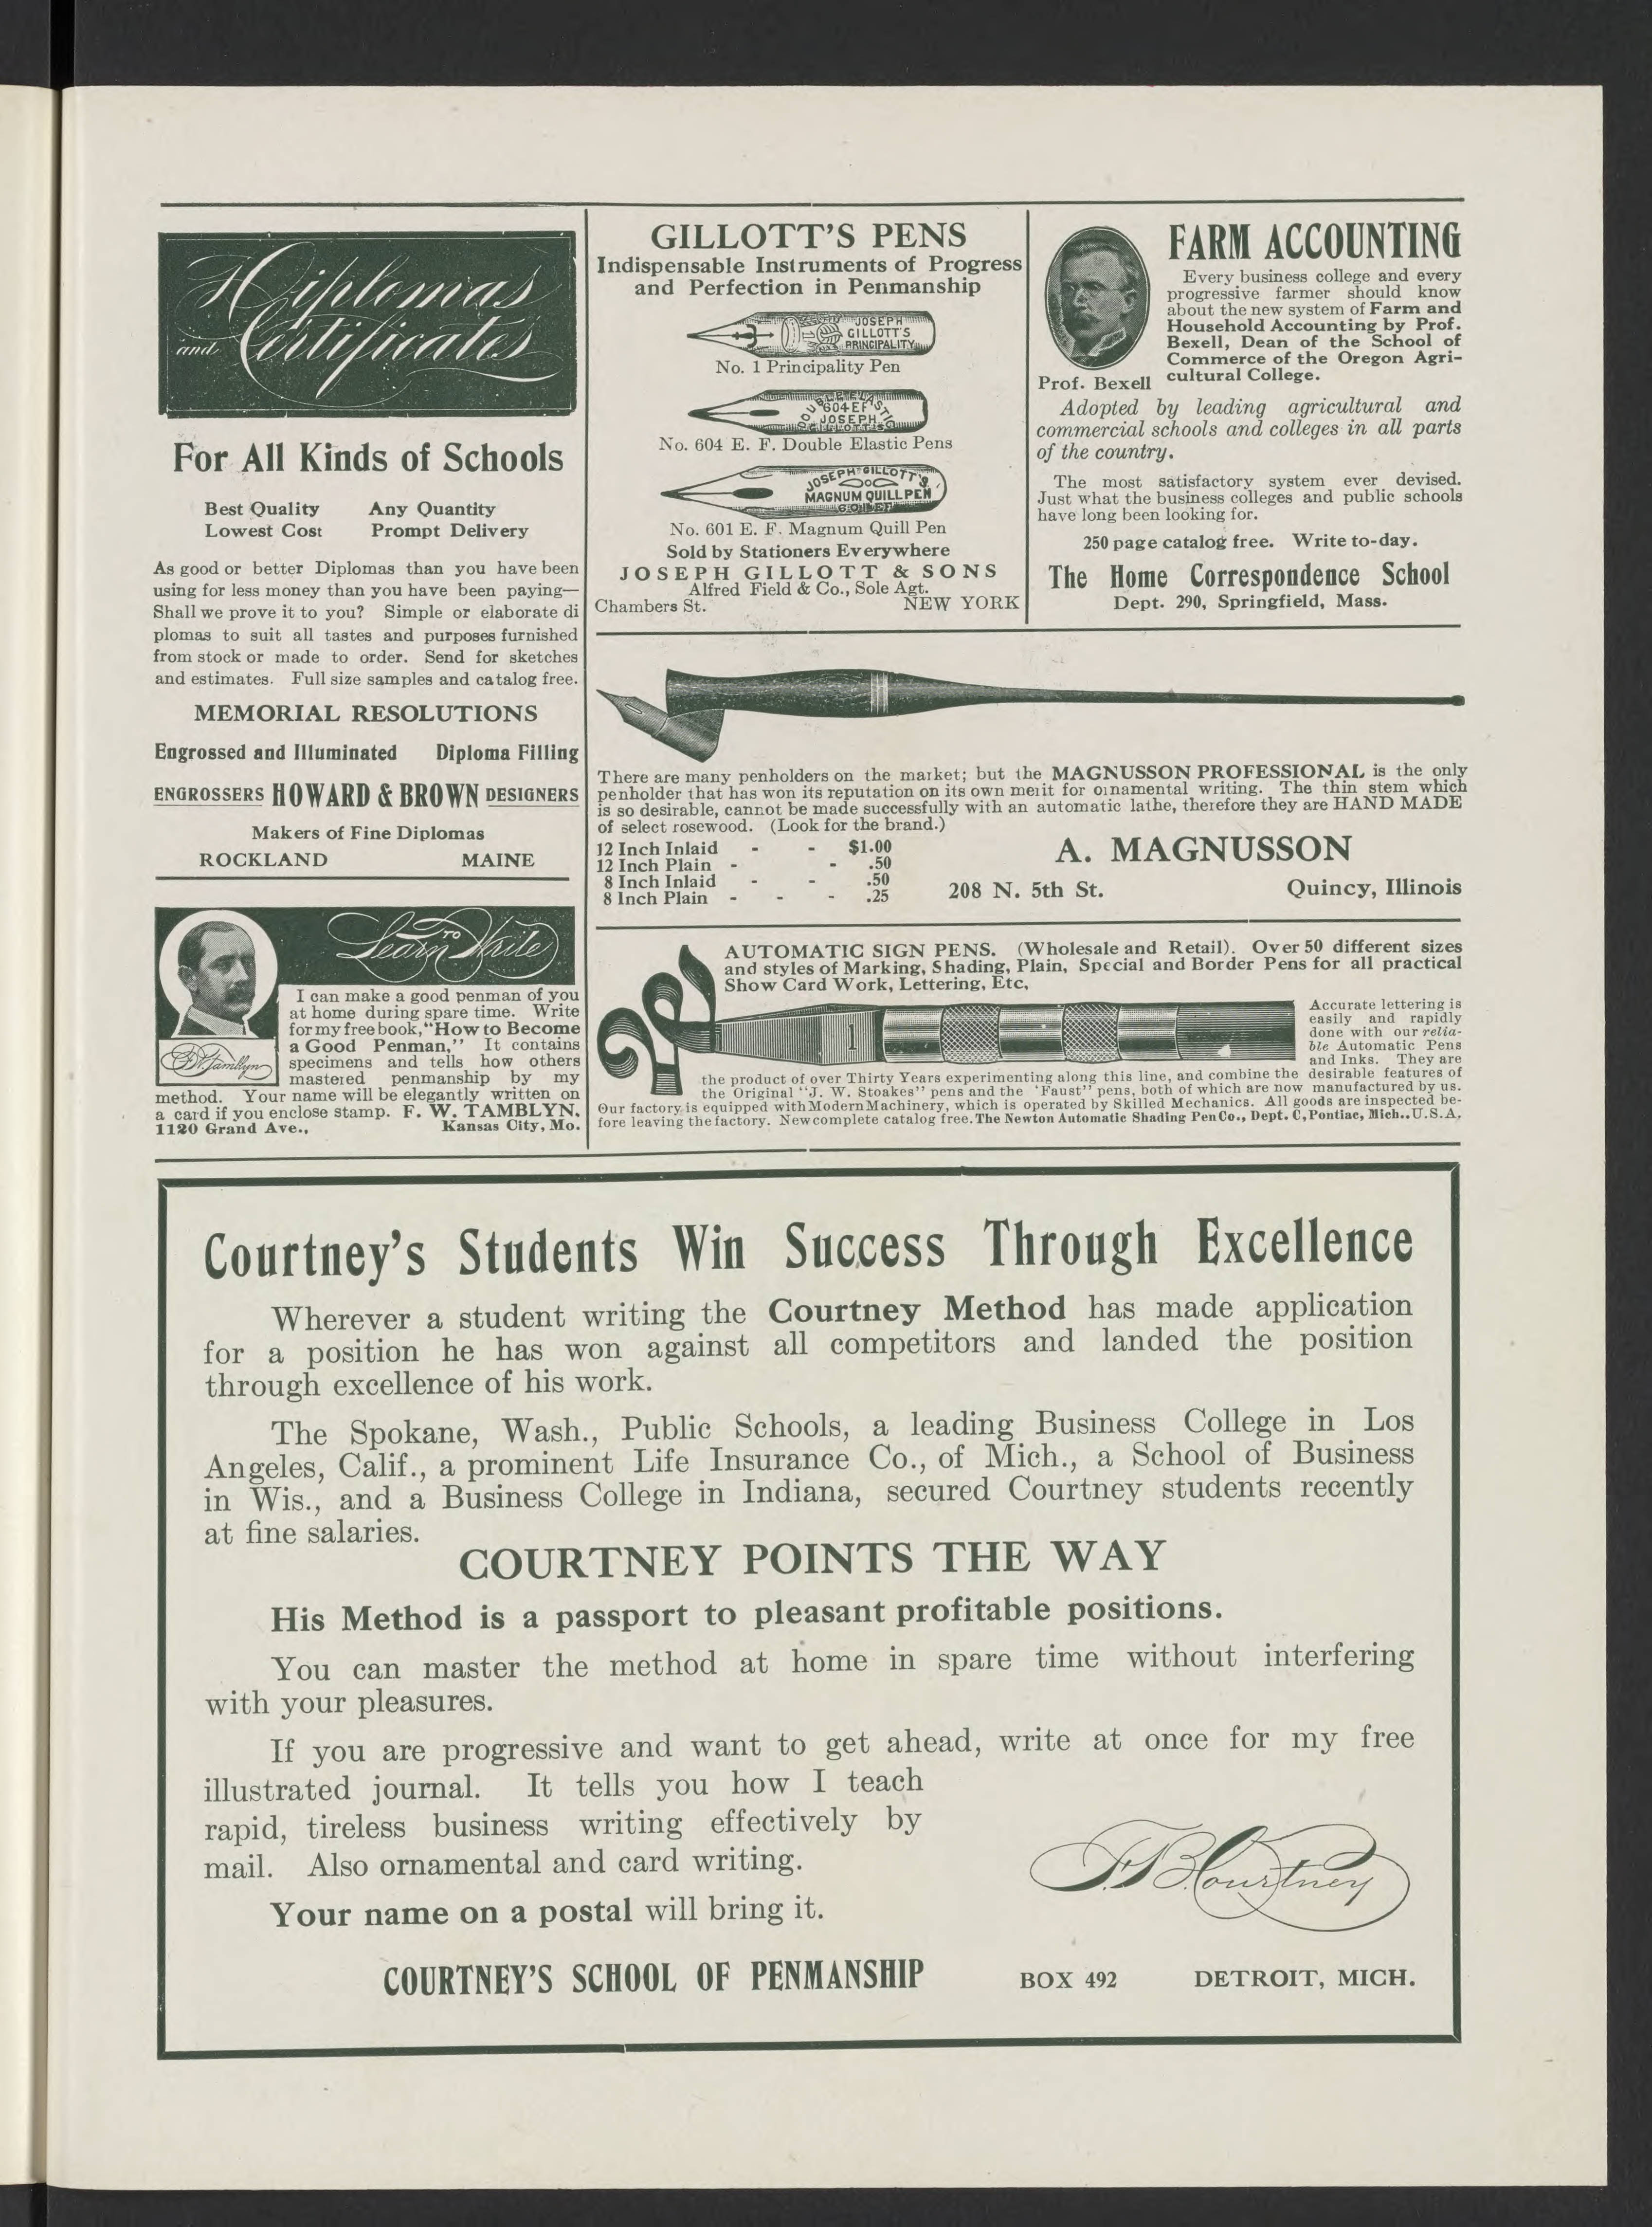 Diplomas
and Certificates
For All Kinds of Schools
Best Quality Any Quantity
Lowest Cost Prompt Delivery
As good or better Diplomas than you have been
using for less money than you have been paying—
Shall we prove it to you? Simple or elaborate di
plomas to suit all tastes and purposes furnished
from stock or made to order. Send for sketches
and estimates. Full size samples and catalog free.
MEMORIAL RESOLUTIONS
Engrossed and Illuminated Diploma Filling
ENGROSSERS HOWARD & BROWN DESIGNERS
Makers of Fine Diplomas
ROCKLAND MAINE
Learn TO Write
I can make a good penman of you
at home during spare time. Write
for my free book, "How to Become
a Good Penman," It contains
specimens and tells how others
mastered penmanship by my
F. W. Tamblyn
method. Your name will be elegantly written on
a card if you enclose stamp. F. W. TAMBLYN.
1120 Grand Ave., Kansas City, Mo.
GILLOTT'S PENS
Indispensable Instruments of Progress
and Perfection in Penmanship
JOSEPH
GILLOTT'S
PRINCIPALITY
No. 1 Principality Pen
DOUBLE ELASTIC
604 EF
JOSEPH
GILLOTT'S
No. 604 E. F. Double Elastic Pens
JOSEPH GILLOTT'S
MAGNUM QUILL PEN
601 E F
No. 601 E. F. Magnum Quill Pen
Sold by Stationers Everywhere
JOSEPH GILLOTT & SONS
Alfred Field & Co., Sole Agt.
Chambers St. NEW YORK
FARM ACCOUNTING
Every business college and every
progressive farmer should know
about the new system of Farm and
Household Accounting by Prof.
Bexell, Dean of the School of
Commerce of the Oregon Agri-
cultural College.
Prof. Bexell
Adopted by leading agricultural and
commercial schools and colleges in all parts
of the country.
The most satisfactory system ever devised.
Just what the business colleges and public schools
have long been looking for.
250 page catalog free. Write to-day.
The Home Correspondence School
Dept. 290, Springfield, Mass.
There are many penholders on the market; but the MAGNUSSON PROFESSIONAL is the only
penholder that has won its reputation on its own merit for ornamental writing. The thin stem which
is so desirable, cannot be made successfully with an automatic lathe, therefore they are HAND MADE
of select rosewood. (Look for the brand.)
12 Inch Inlaid - - $1.00
12 Inch Plain - - .50
8 Inch Inlaid - - .50
8 Inch Plain - - - .25
A. MAGNUSSON
208 N. 5th St. Quincy, Illinois
AUTOMATIC SIGN PENS. (Wholesale and Retail). Over 50 different sizes
and styles of Marking, Shading, Plain, Special and Border Pens for all practical
Show Card Work, Lettering, Etc,
1
Accurate lettering is
easily and rapidly
done with our relia-
ble Automatic Pens
and Inks. They are
the product of over Thirty Years experimenting along this line, and combine the desirable features of
the Original "J. W. Stoakes" pens and the 'Faust" pens, both of which are now manufactured by us.
Our factory is equipped with Modern Machinery, which is operated by Skilled Mechanics. All goods are inspected be-
fore leaving the factory. New complete catalog free. The Newton Automatic Shading Pen Co., Dept. C, Pontiac, Mich.. U.S.A.
Courtney's Students Win Success Through Excellence
Wherever a student writing the Courtney Method has made application
for a position he has won against all competitors and landed the position
through excellence of his work.
The Spokane, Wash., Public Schools, a leading Business College in Los
Angeles, Calif., a prominent Life Insurance Co., of Mich., a School of Business
in Wis., and a Business College in Indiana, secured Courtney students recently
at fine salaries.
COURTNEY POINTS THE WAY
His Method is a passport to pleasant profitable positions.
You can master the method at home in spare time without interfering
with your pleasures.
If you are progressive and want to get ahead, write at once for my free
illustrated journal. It tells you how I teach
rapid, tireless business writing effectively by
mail. Also ornamental and card writing.
F. B. Courtney
Your name on a postal will bring it.
COURTNEY'S SCHOOL OF PENMANSHIP BOX 492 DETROIT, MICH.